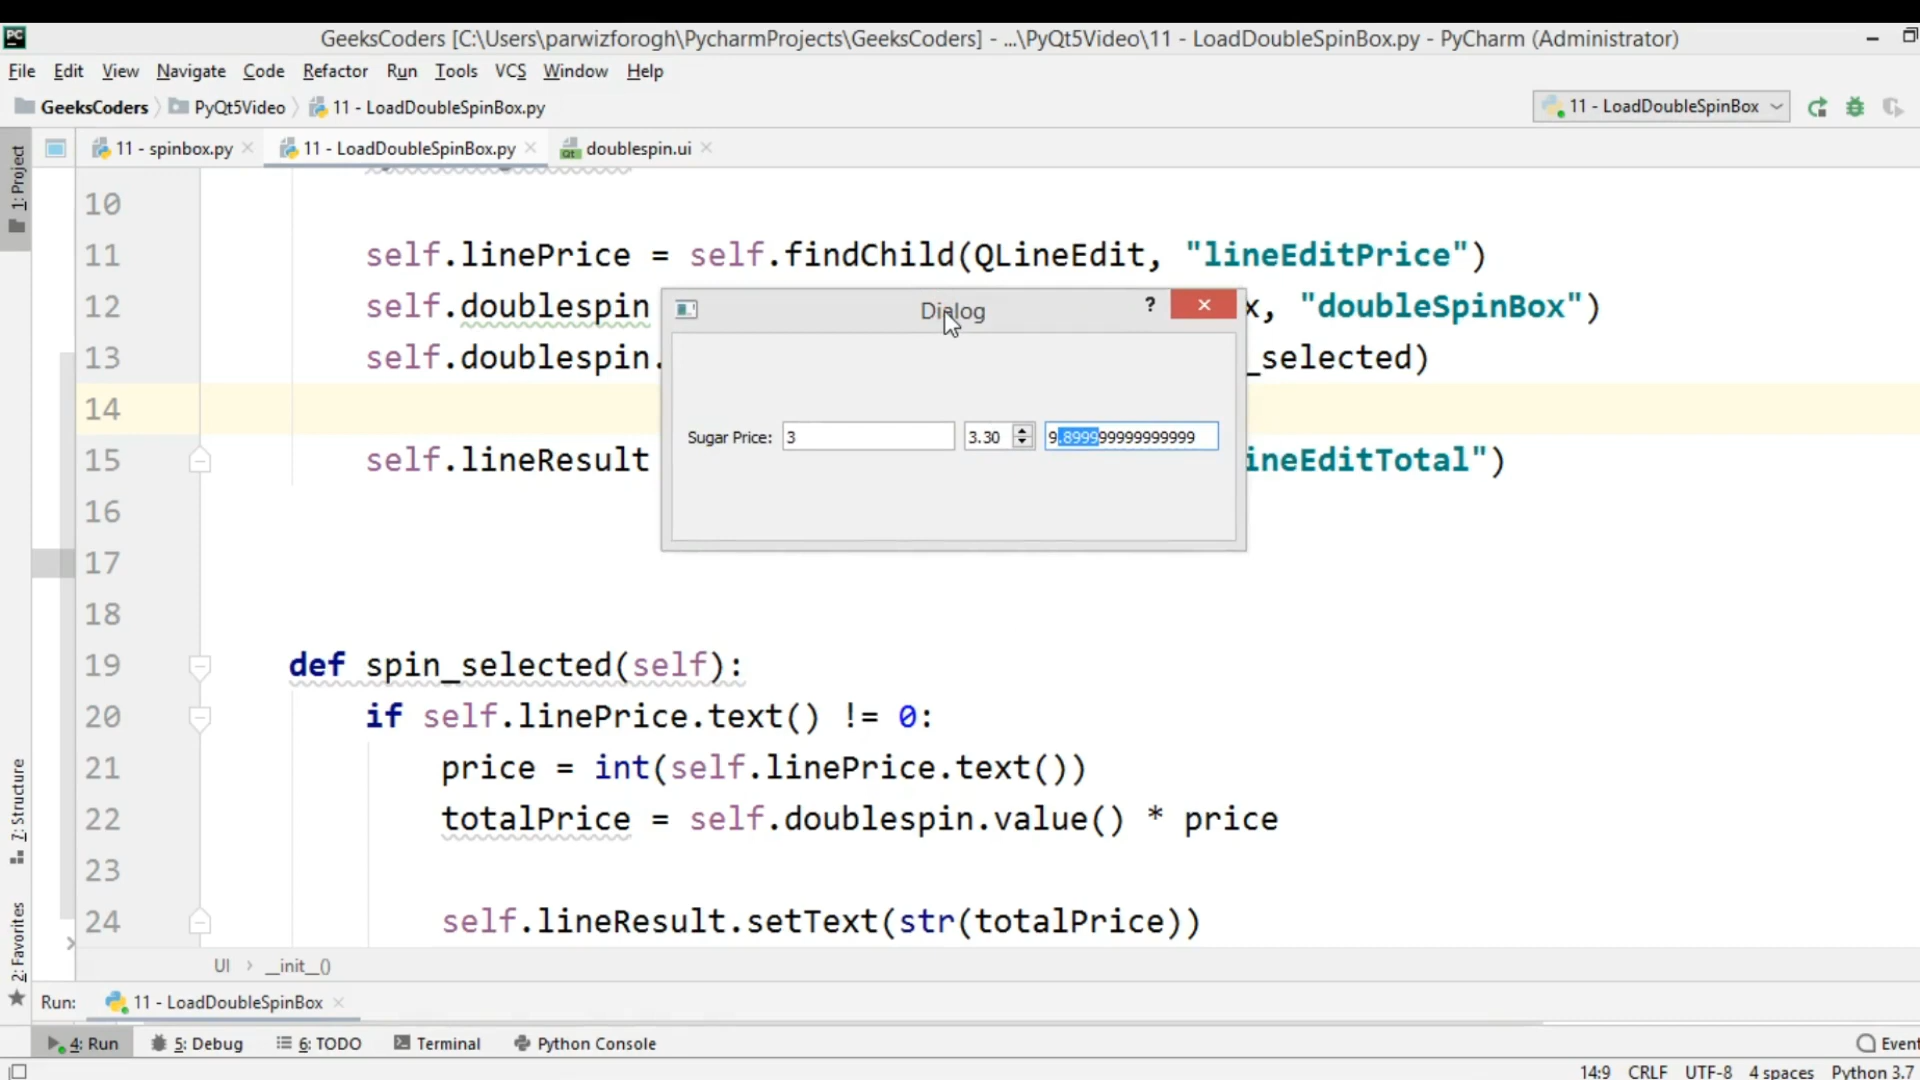 PC
GeeksCoders [C:\Users\parwizforogh\PycharmProjects\GeeksCoders] - ...\PyQt5Video\11 - LoadDoubleSpinBox.py - PyCharm (Administrator)
File Edit View Navigate Code Refactor Run Tools VCS Window Help
GeeksCoders PyQt5Video 11 - LoadDoubleSpinBox.py
11 - LoadDoubleSpinBox
1: Project
11 - spinbox.py 11 - LoadDoubleSpinBox.py Qt doublespin.ui
10
11 self.linePrice = self.findChild(QLineEdit, "lineEditPrice")
12 self.doublespin x, "doubleSpinBox")
13 self.doublespin. _selected)
14
15 self.lineResult ineEditTotal")
Dialog ?
Sugar Price: 3 3.30 9.899999999999999
16
17
18
19 def spin_selected(self):
20 if self.linePrice.text() != 0:
21 price = int(self.linePrice.text())
22 totalPrice = self.doublespin.value() * price
23
24 self.lineResult.setText(str(totalPrice))
7: Structure
2: Favorites
UI › __init__()
Run: 11 - LoadDoubleSpinBox
4: Run 5: Debug 6: TODO Terminal Python Console Event
14:9 CRLF UTF-8 4 spaces Python 3.7